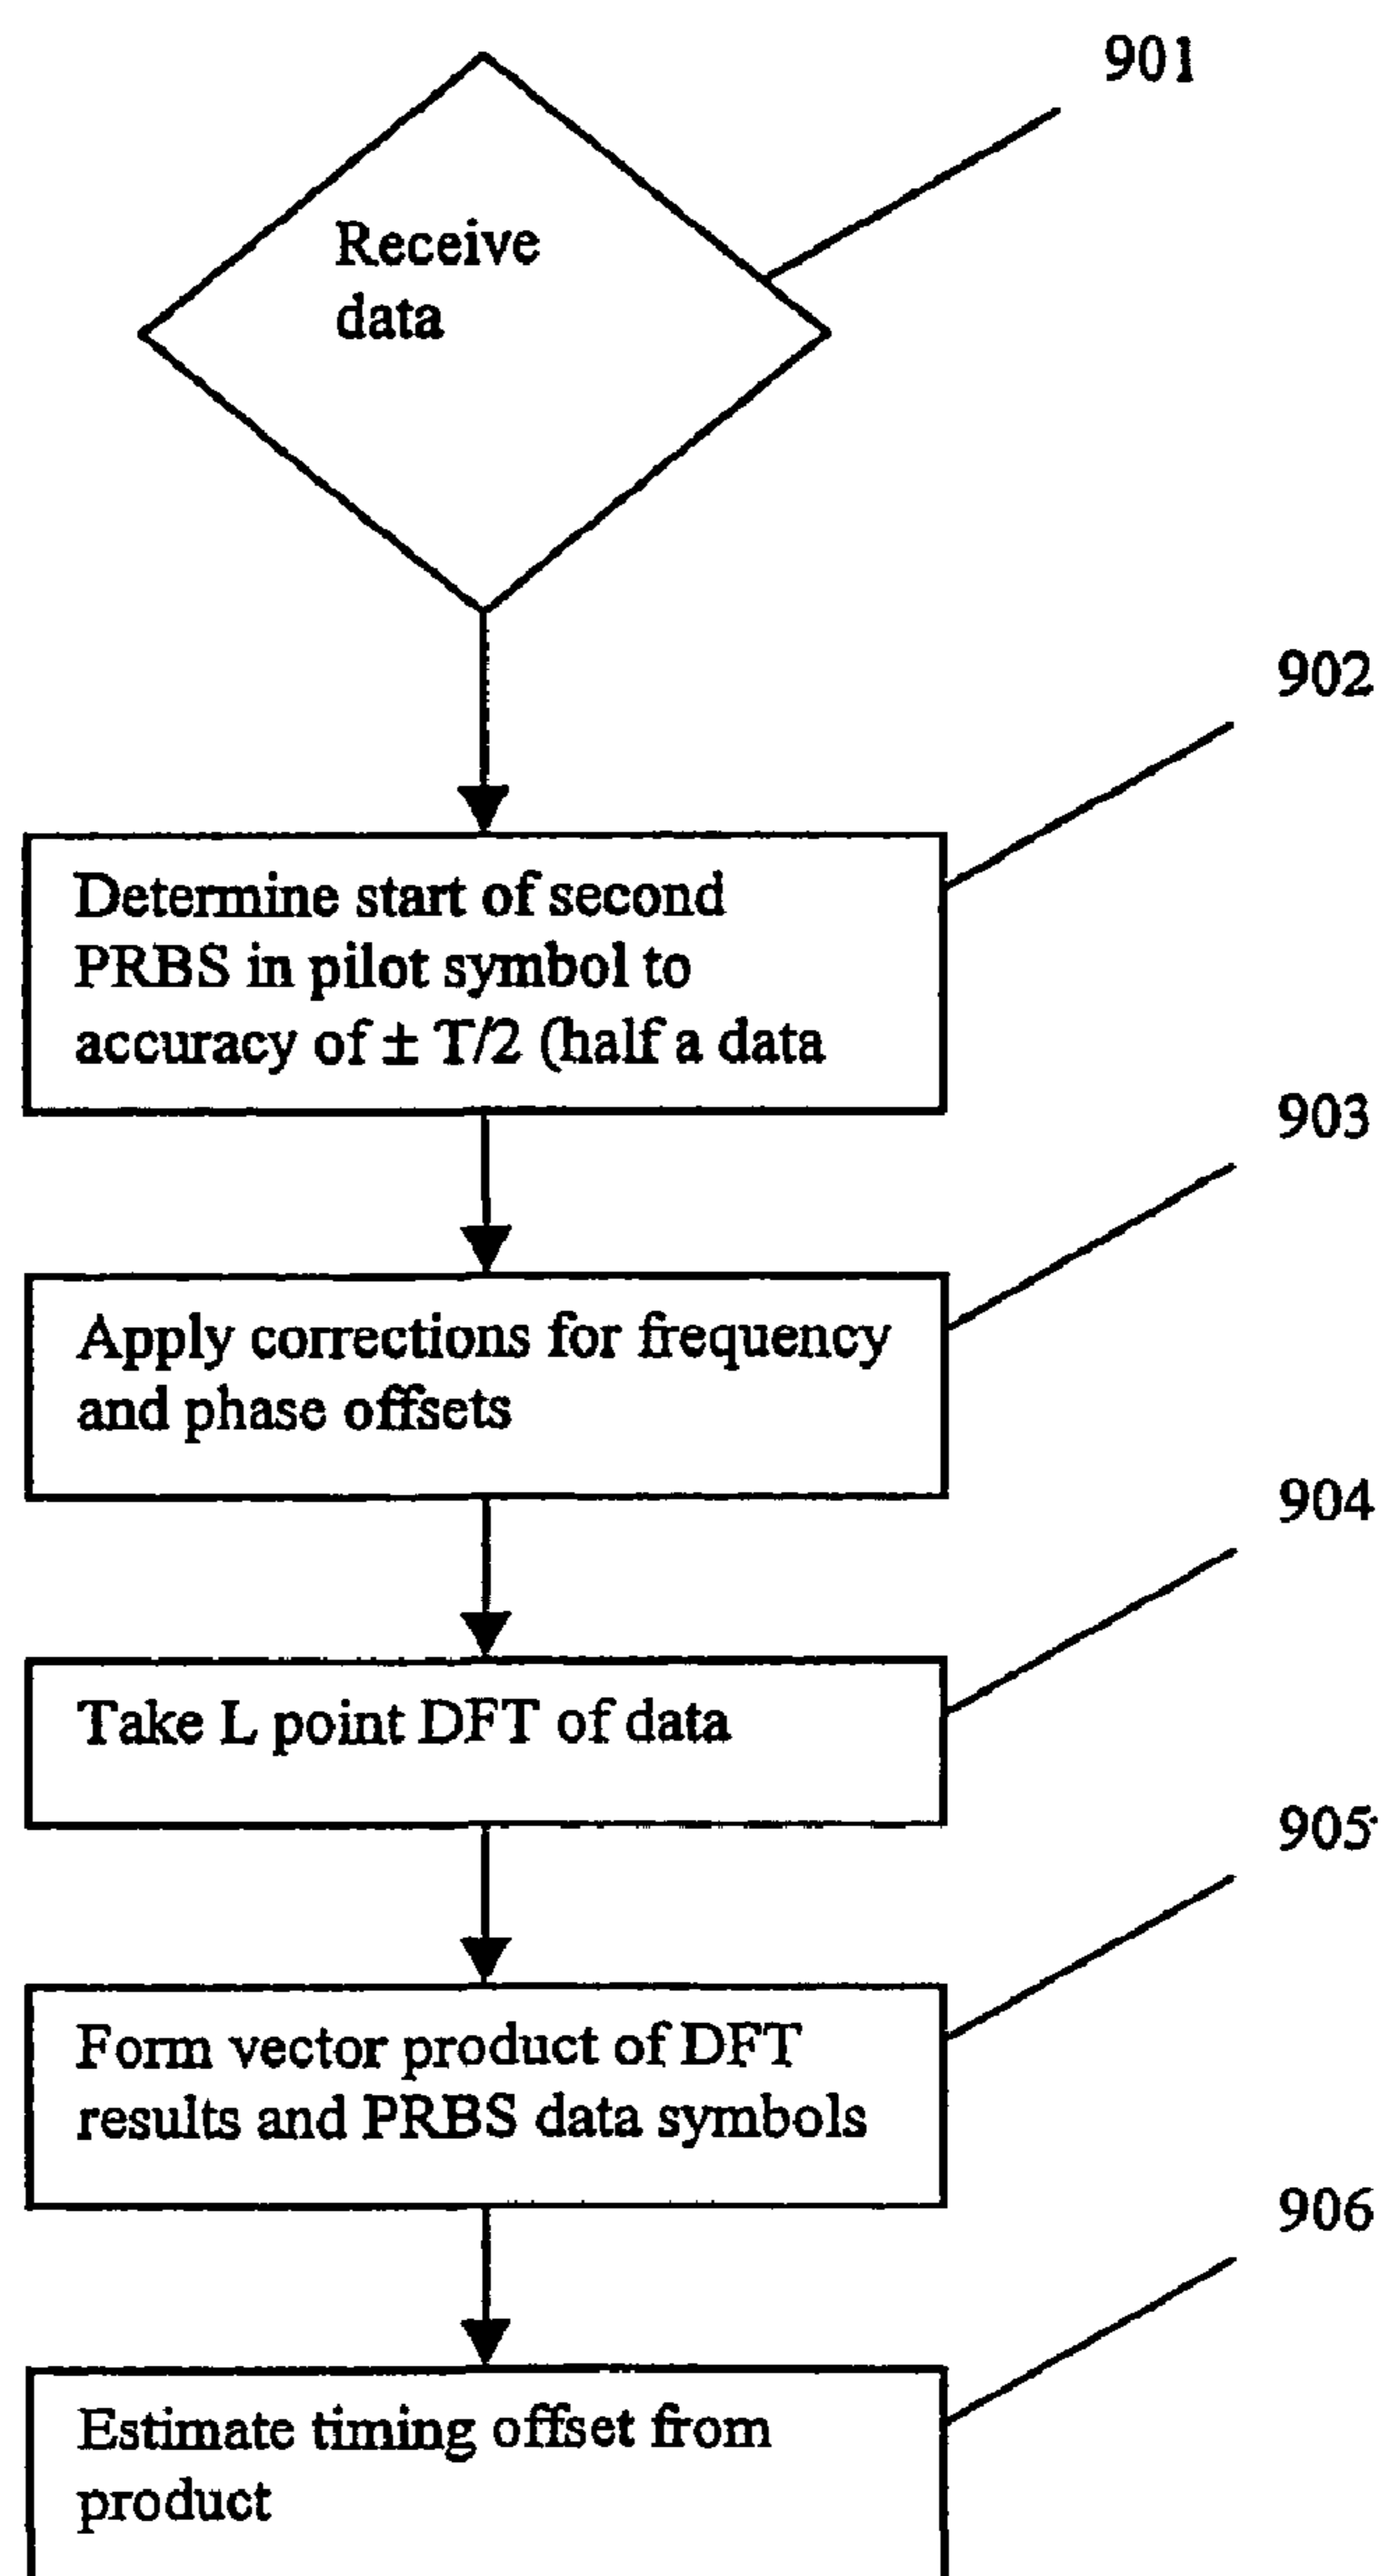 901
Receive
data
902
Determine start of second
PRBS in pilot symbol to
accuracy of ± T/2 (half a data
903
Apply corrections for frequency
and phase offsets
904
Take L point DFT of data
905
Form vector product of DFT
results and PRBS data symbols
906
Estimate timing offset from
product